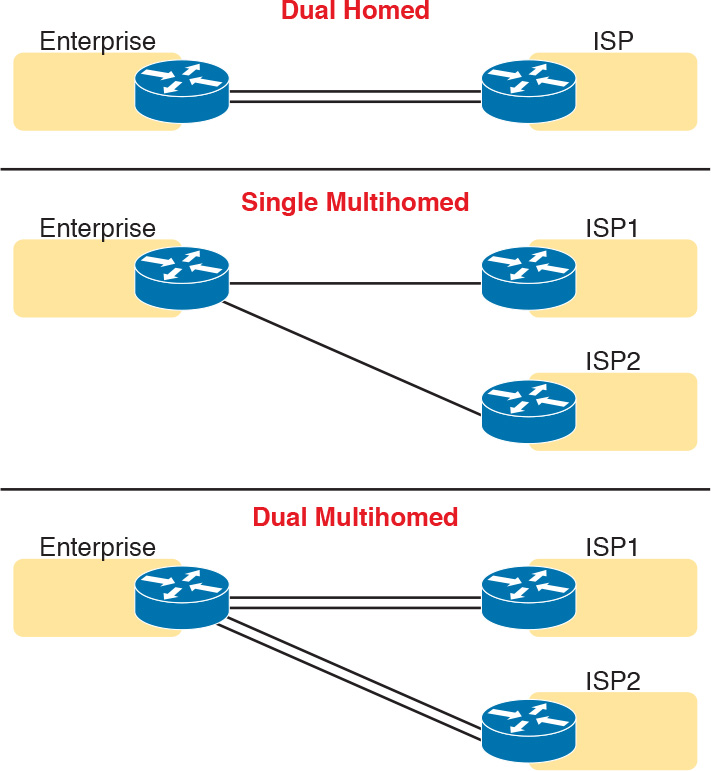 Dual Homed
Enterprise
ISP
Single Multihomed
Enterprise
ISP1
ISP2
Dual Multihomed
Enterprise
ISP1
ISP2